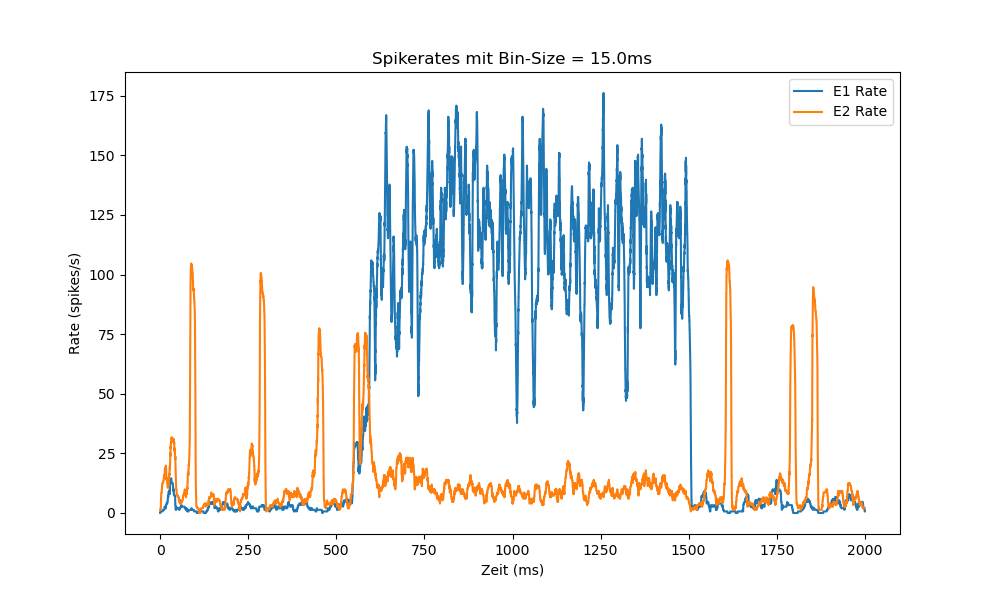 Spikerates mit Bin-Size = 15.0ms
E1 Rate
E2 Rate
175
150
125
100
75
50
25
0
Rate (spikes/s)
0 250 500 750 1000 1250 1500 1750 2000
Zeit (ms)